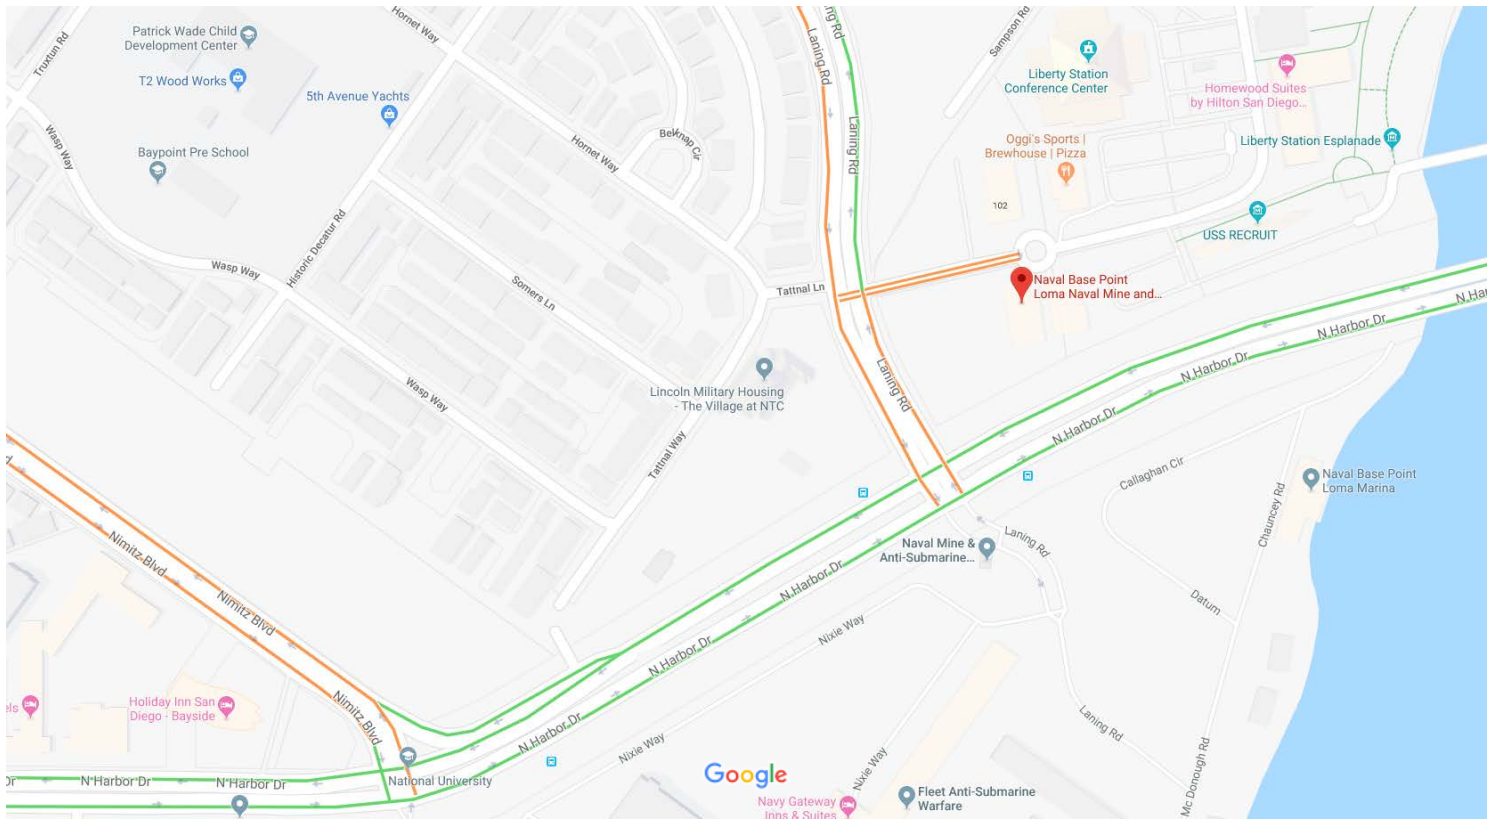 Patrick Wade Child
Development Center
Truxtun Rd
Hornet Way
T2 Wood Works
5th Avenue Yachts
Wasp Way
Baypoint Pre School
Hornet Way
Belknap Cir
Laning Rd
ng Rd
Laning Rd
Sampson Rd
Liberty Station
Conference Center
Homewood Suites
by Hilton San Diego...
Oggi's Sports |
Brewhouse | Pizza
Liberty Station Esplanade
102
USS RECRUIT
Historic Decatur Rd
Wasp Way
Somers Ln
Tattnal Ln
Naval Base Point
Loma Naval Mine and...
N Har
N Harbor Dr
N Harbor Dr
Lincoln Military Housing
- The Village at NTC
Laning Rd
Wasp Way
N Harbor Dr
Tattnal Way
Callaghan Cir
Naval Base Point
Loma Marina
Chauncey Rd
Nimitz Blvd
Naval Mine &
Anti-Submarine...
Laning Rd
N Harbor Dr
Nimitz Blvd
Datum
Nixie Way
N Harbor Dr
els
Holiday Inn San
Diego - Bayside
Nimitz Blvd
N Harbor Dr
Nixie Way
Laning Rd
Mc Donough Rd
Dr
N Harbor Dr
N Harbor Dr
National University
Google
Nixie Way
Navy Gateway
Inns & Suites
Fleet Anti-Submarine
Warfare